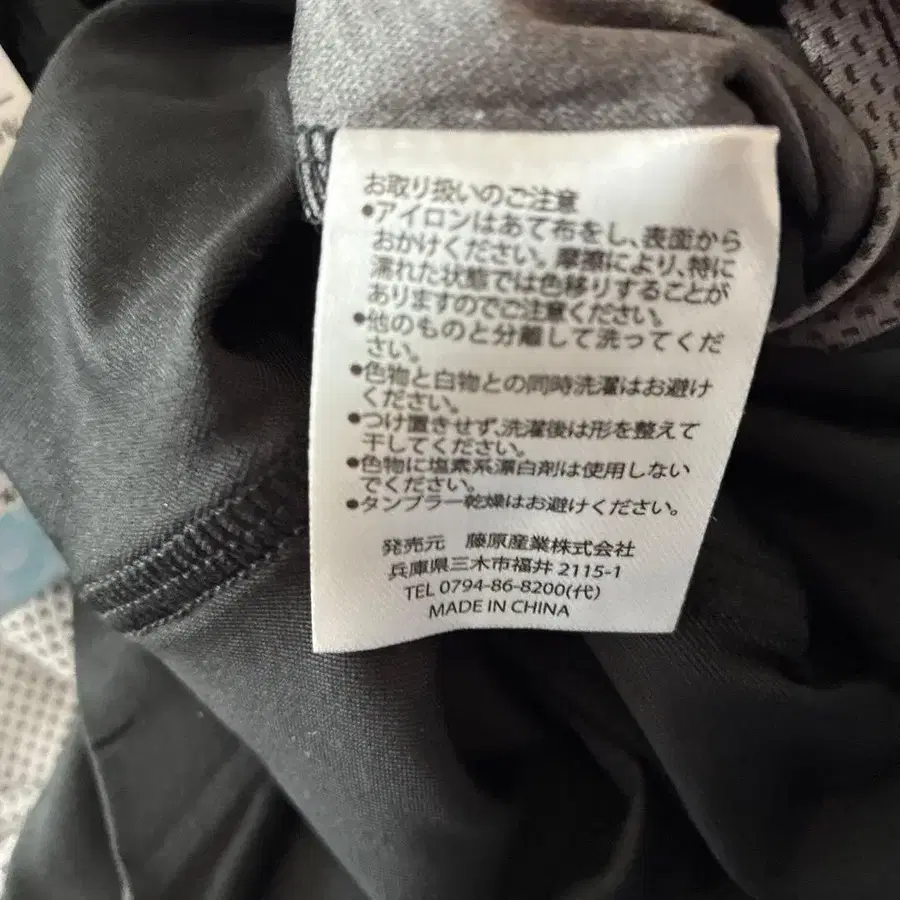 お取り扱いのご注意
●アイロンはあて布をし、表面から
おかけください。摩擦により、特に
濡れた状態では色移りすることが
ありますのでご注意ください。
●他のものと分離して洗ってくだ
さい。
●色物と白物との同時洗濯はお避け
ください。
●つけ置きせず、洗濯後は形を整えて
干してください。
●色物に塩素系漂白剤は使用しない
でください。
●タンブラー乾燥はお避けください。
発売元 藤原産業株式会社
兵庫県三木市福井 2115-1
TEL 0794-86-8200(代)
MADE IN CHINA